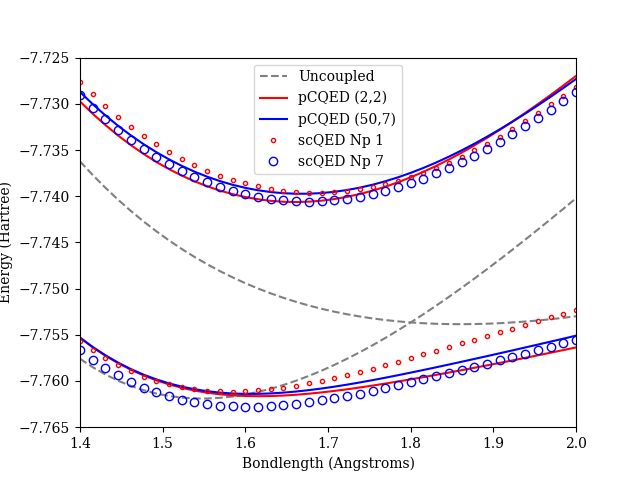 Uncoupled
pCQED (2,2)
pCQED (50,7)
scQED Np 1
scQED Np 7
−7.725
−7.730
−7.735
−7.740
−7.745
−7.750
−7.755
−7.760
−7.765
Energy (Hartree)
1.4 1.5 1.6 1.7 1.8 1.9 2.0
Bondlength (Angstroms)